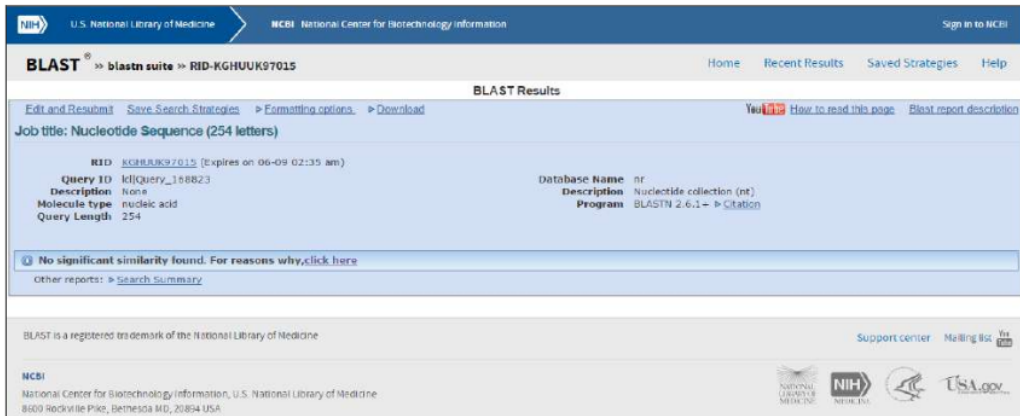 NIH U.S. National Library of Medicine NCBI National Center for Biotechnology Information Sign in to NCBI
BLAST ® » blastn suite » RID-KGHUUK97015 Home Recent Results Saved Strategies Help
BLAST Results
Edit and Resubmit Save Search Strategies ▷ Formatting options ▷ Download YouTube How to read this page Blast report description
Job title: Nucleotide Sequence (254 letters)
RID KGHUUK97015 (Expires on 06-09 02:35 am)
Query ID lcl|Query_168823 Database Name nr
Description None Description Nucleotide collection (nt)
Molecule type nucleic acid Program BLASTN 2.6.1+ ▷ Citation
Query Length 254
No significant similarity found. For reasons why,click here
Other reports: ▷ Search Summary
BLAST is a registered trademark of the National Library of Medicine Support center Mailing list You Tube
NCBI
National Center for Biotechnology Information, U.S. National Library of Medicine
8600 Rockville Pike, Bethesda MD, 20894 USA
NATIONAL LIBRARY OF MEDICINE NIH USA.gov